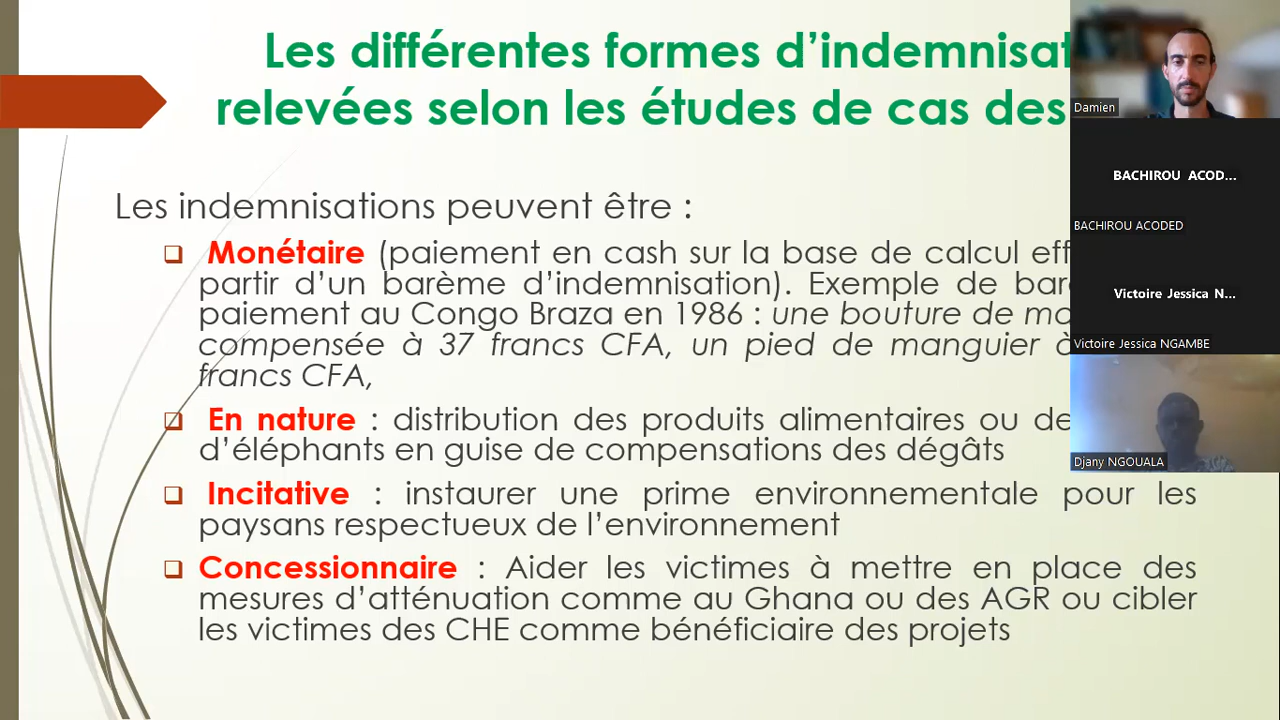 Les différentes formes d’indemnisat
relevées selon les études de cas des
Les indemnisations peuvent être :
❑ Monétaire (paiement en cash sur la base de calcul eff
partir d’un barème d’indemnisation). Exemple de bar
paiement au Congo Braza en 1986 : une bouture de ma
compensée à 37 francs CFA, un pied de manguier à
francs CFA,
❑ En nature : distribution des produits alimentaires ou de
d’éléphants en guise de compensations des dégâts
❑ Incitative : instaurer une prime environnementale pour les
paysans respectueux de l’environnement
❑ Concessionnaire : Aider les victimes à mettre en place des
mesures d’atténuation comme au Ghana ou des AGR ou cibler
les victimes des CHE comme bénéficiaire des projets
Damien
BACHIROU ACOD...
BACHIROU ACODED
Victoire Jessica N...
Victoire Jessica NGAMBE
Djany NGOUALA